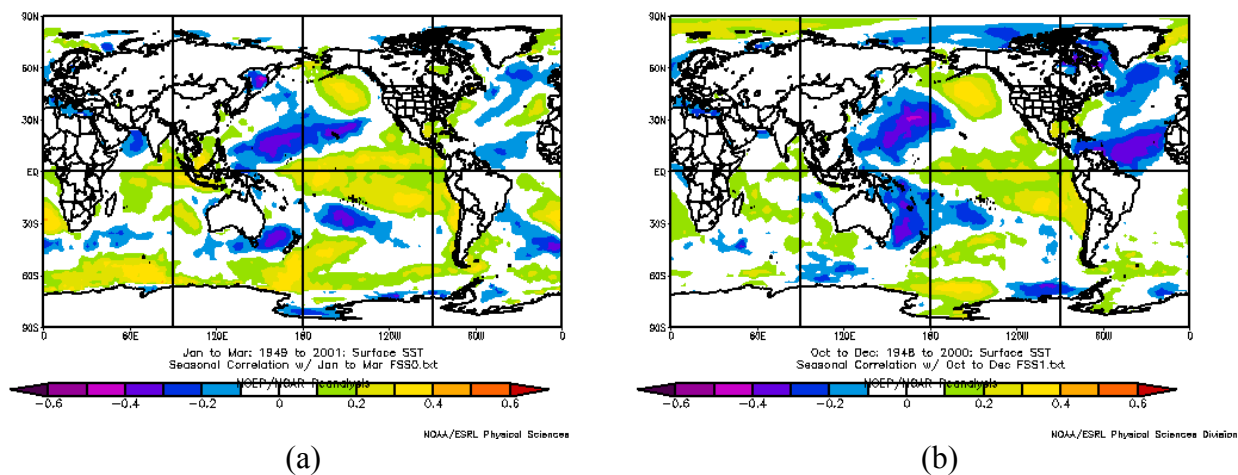 90N
60N
30N
EQ
30S
60S
90S
0
60E
120E
180
120W
60W
0
Jan to Mar: 1949 to 2001: Surface SST
Seasonal Correlation w/ Jan to Mar FSS0.txt
NCEP/NCAR Reanalysis
-0.6
-0.4
-0.2
0
0.2
0.4
0.6
NOAA/ESRL Physical Sciences
(a)
90N
60N
30N
EQ
30S
60S
90S
0
60E
120E
180
120W
60W
0
Oct to Dec: 1948 to 2000: Surface SST
Seasonal Correlation w/ Oct to Dec FSS1.txt
NCEP/NCAR Reanalysis
-0.6
-0.4
-0.2
0
0.2
0.4
0.6
NOAA/ESRL Physical Sciences Division
(b)